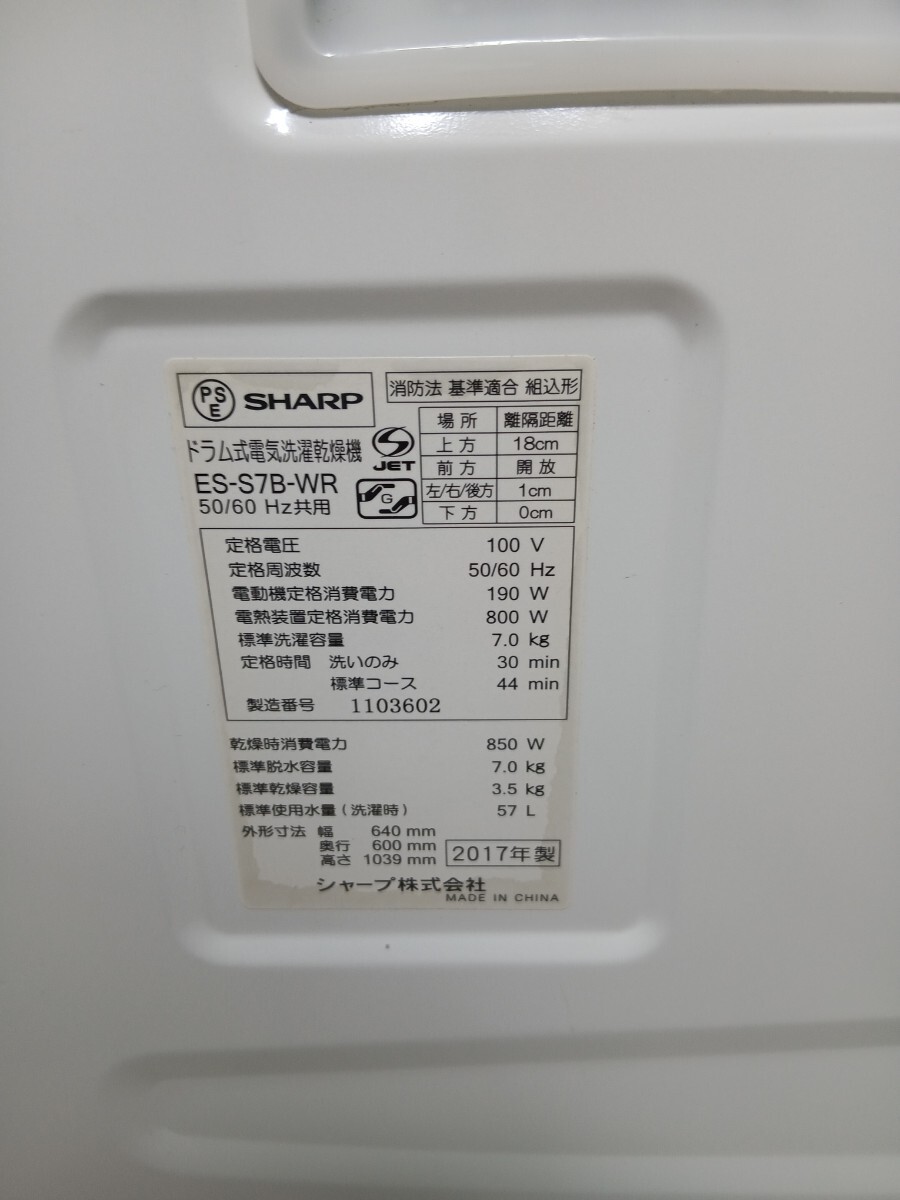 PSE SHARP
消防法 基準適合 組込形
ドラム式電気洗濯乾燥機
ES-S7B-WR
50/60 Hz共用
S JET
G
場所 離隔距離
上方 18cm
前方 開放
左/右/後方 1cm
下方 0cm
定格電圧 100 V
定格周波数 50/60 Hz
電動機定格消費電力 190 W
電熱装置定格消費電力 800 W
標準洗濯容量 7.0 kg
定格時間 洗いのみ 30 min
標準コース 44 min
製造番号 1103602
乾燥時消費電力 850 W
標準脱水容量 7.0 kg
標準乾燥容量 3.5 kg
標準使用水量(洗濯時) 57 L
外形寸法 幅 640 mm
奥行 600 mm
高さ 1039 mm
2017年製
シャープ株式会社
MADE IN CHINA